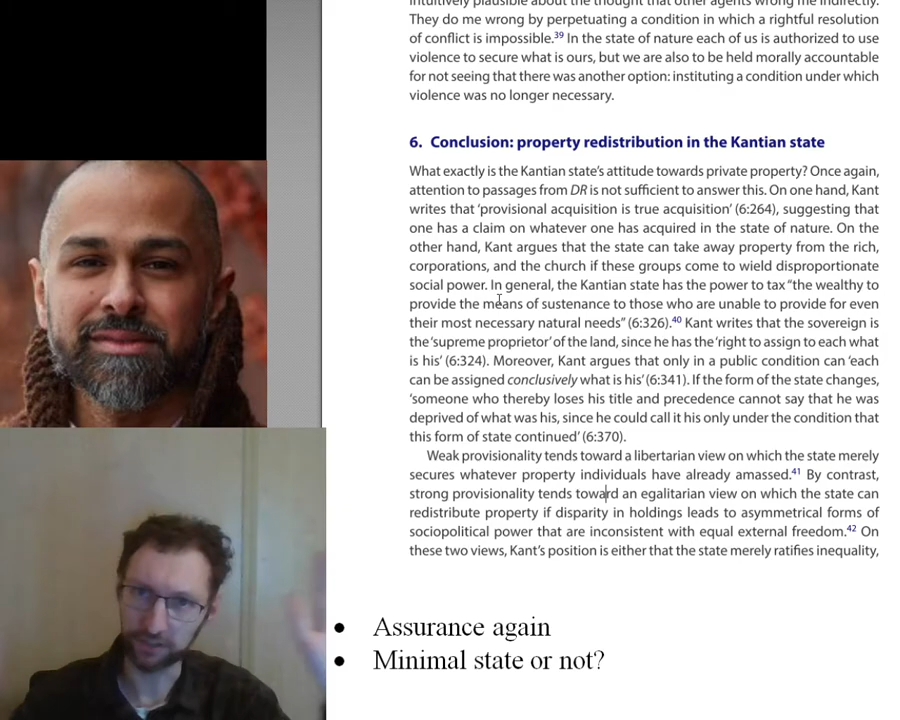 intuitively plausible about the thought that other agents wrong me indirectly.
They do me wrong by perpetuating a condition in which a rightful resolution
of conflict is impossible.39 In the state of nature each of us is authorized to use
violence to secure what is ours, but we are also to be held morally accountable
for not seeing that there was another option: instituting a condition under which
violence was no longer necessary.
6. Conclusion: property redistribution in the Kantian state
What exactly is the Kantian state's attitude towards private property? Once again,
attention to passages from DR is not sufficient to answer this. On one hand, Kant
writes that 'provisional acquisition is true acquisition' (6:264), suggesting that
one has a claim on whatever one has acquired in the state of nature. On the
other hand, Kant argues that the state can take away property from the rich,
corporations, and the church if these groups come to wield disproportionate
social power. In general, the Kantian state has the power to tax "the wealthy to
provide the means of sustenance to those who are unable to provide for even
their most necessary natural needs" (6:326).40 Kant writes that the sovereign is
the 'supreme proprietor' of the land, since he has the 'right to assign to each what
is his' (6:324). Moreover, Kant argues that only in a public condition can 'each
can be assigned conclusively what is his' (6:341). If the form of the state changes,
'someone who thereby loses his title and precedence cannot say that he was
deprived of what was his, since he could call it his only under the condition that
this form of state continued' (6:370).
Weak provisionality tends toward a libertarian view on which the state merely
secures whatever property individuals have already amassed.41 By contrast,
strong provisionality tends toward an egalitarian view on which the state can
redistribute property if disparity in holdings leads to asymmetrical forms of
sociopolitical power that are inconsistent with equal external freedom.42 On
these two views, Kant's position is either that the state merely ratifies inequality,
• Assurance again
• Minimal state or not?